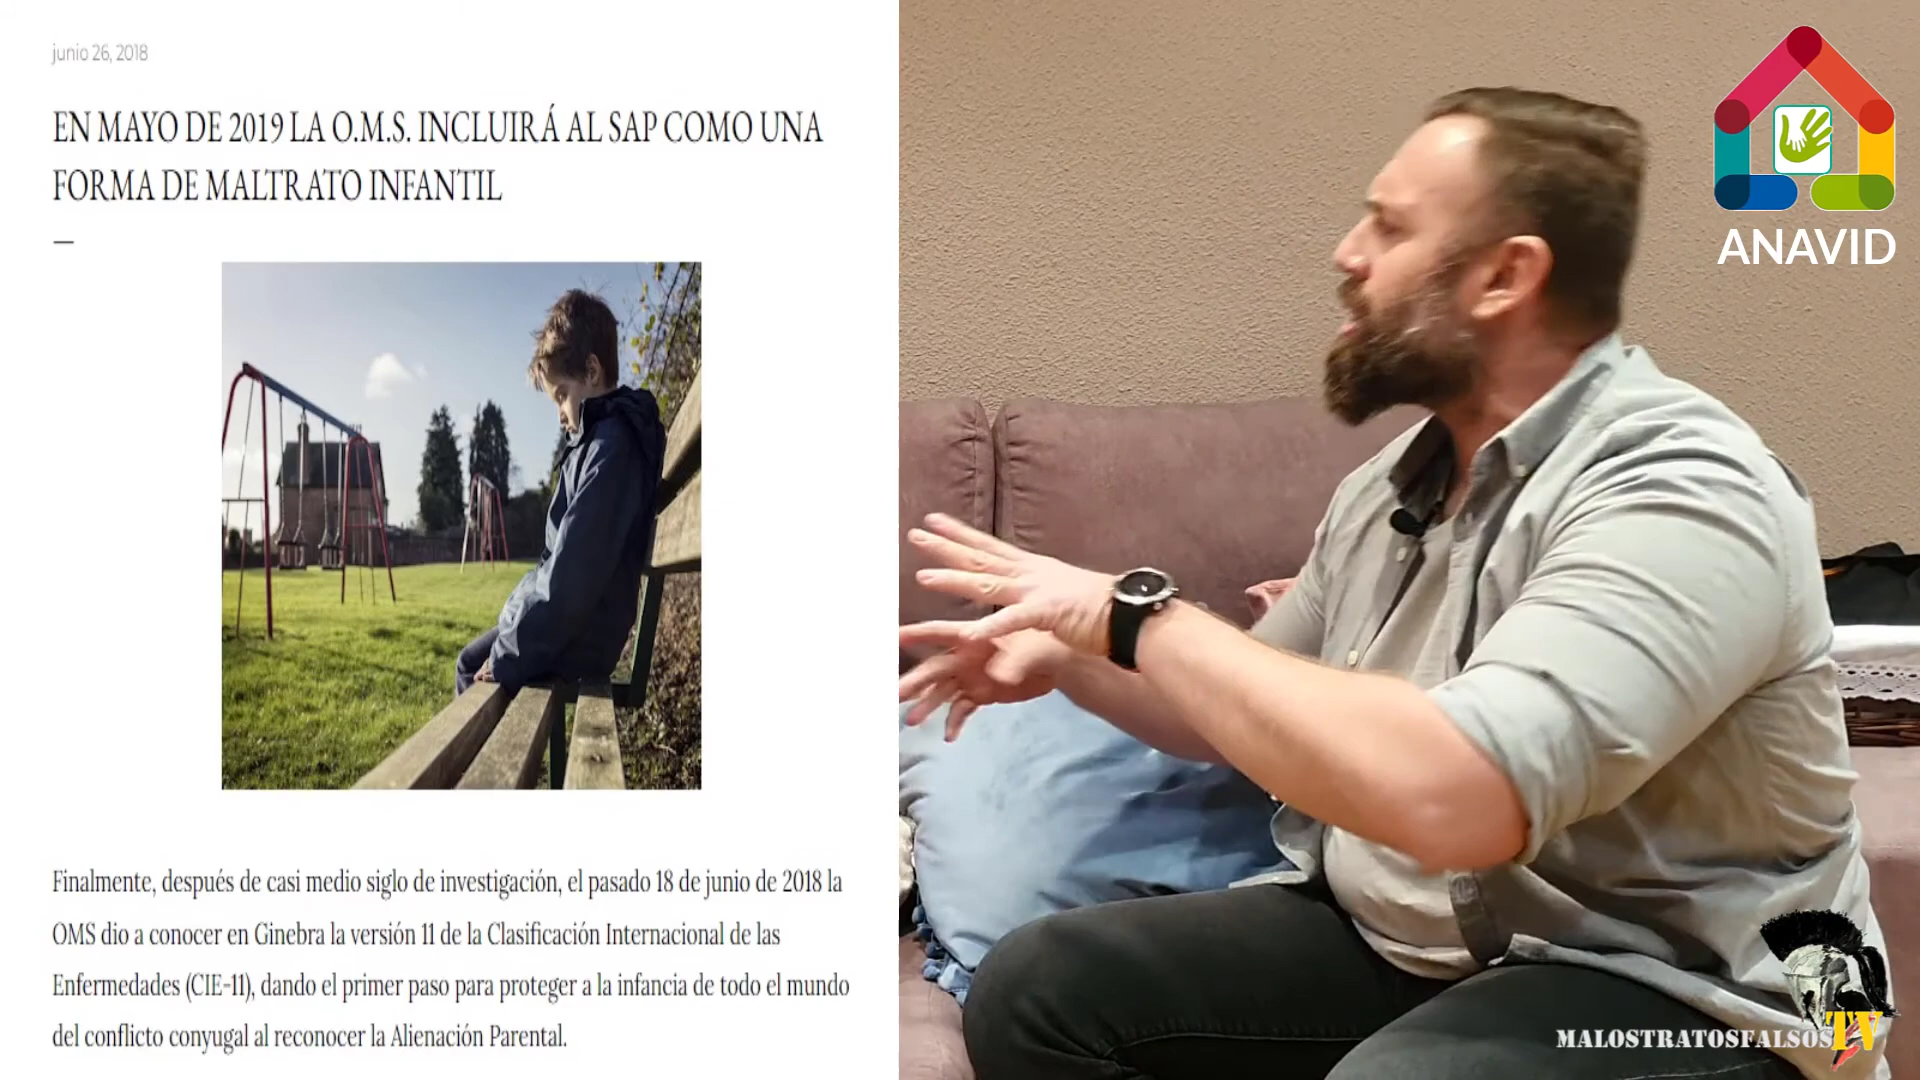 junio 26, 2018
EN MAYO DE 2019 LA O.M.S. INCLUIRÁ AL SAP COMO UNA
FORMA DE MALTRATO INFANTIL
Finalmente, después de casi medio siglo de investigación, el pasado 18 de junio de 2018 la
OMS dio a conocer en Ginebra la versión 11 de la Clasificación Internacional de las
Enfermedades (CIE-11), dando el primer paso para proteger a la infancia de todo el mundo
del conflicto conyugal al reconocer la Alienación Parental.
ANAVID
MALOSTRATOSFALSOS TV